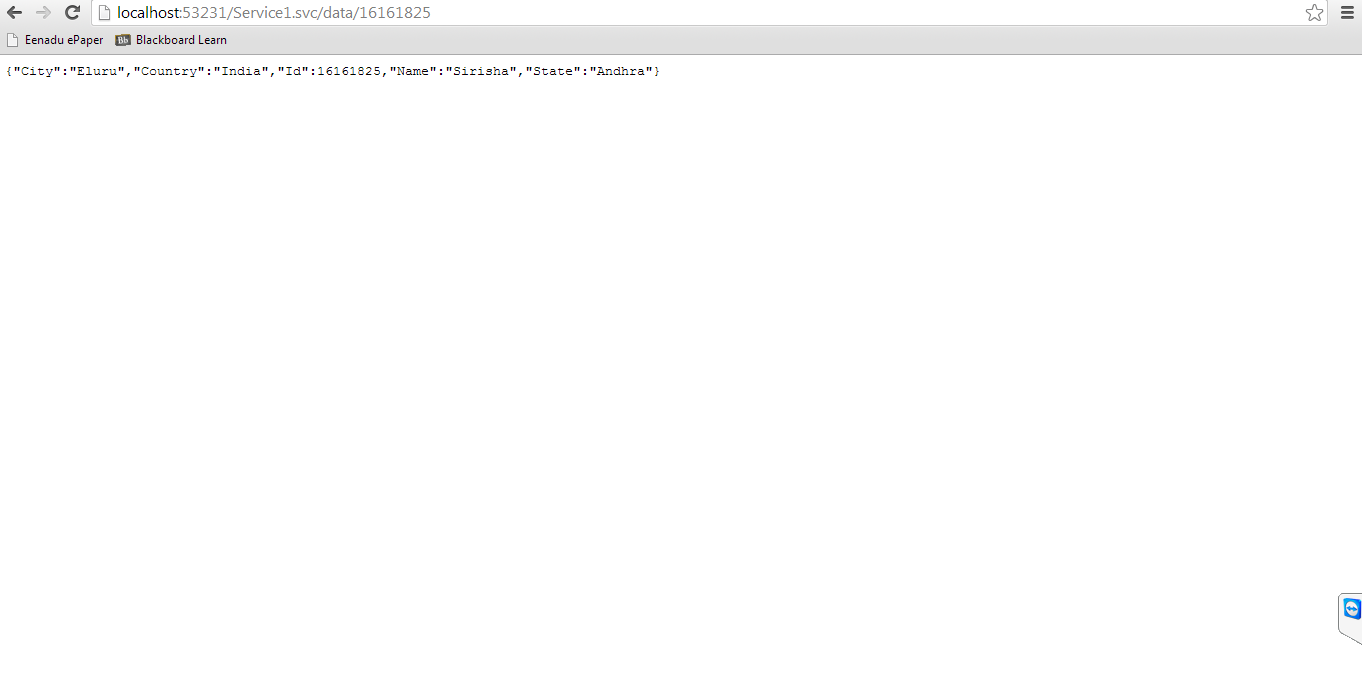 localhost:53231/Service1.svc/data/16161825
Eenadu ePaper Bb Blackboard Learn
{"City":"Eluru","Country":"India","Id":16161825,"Name":"Sirisha","State":"Andhra"}